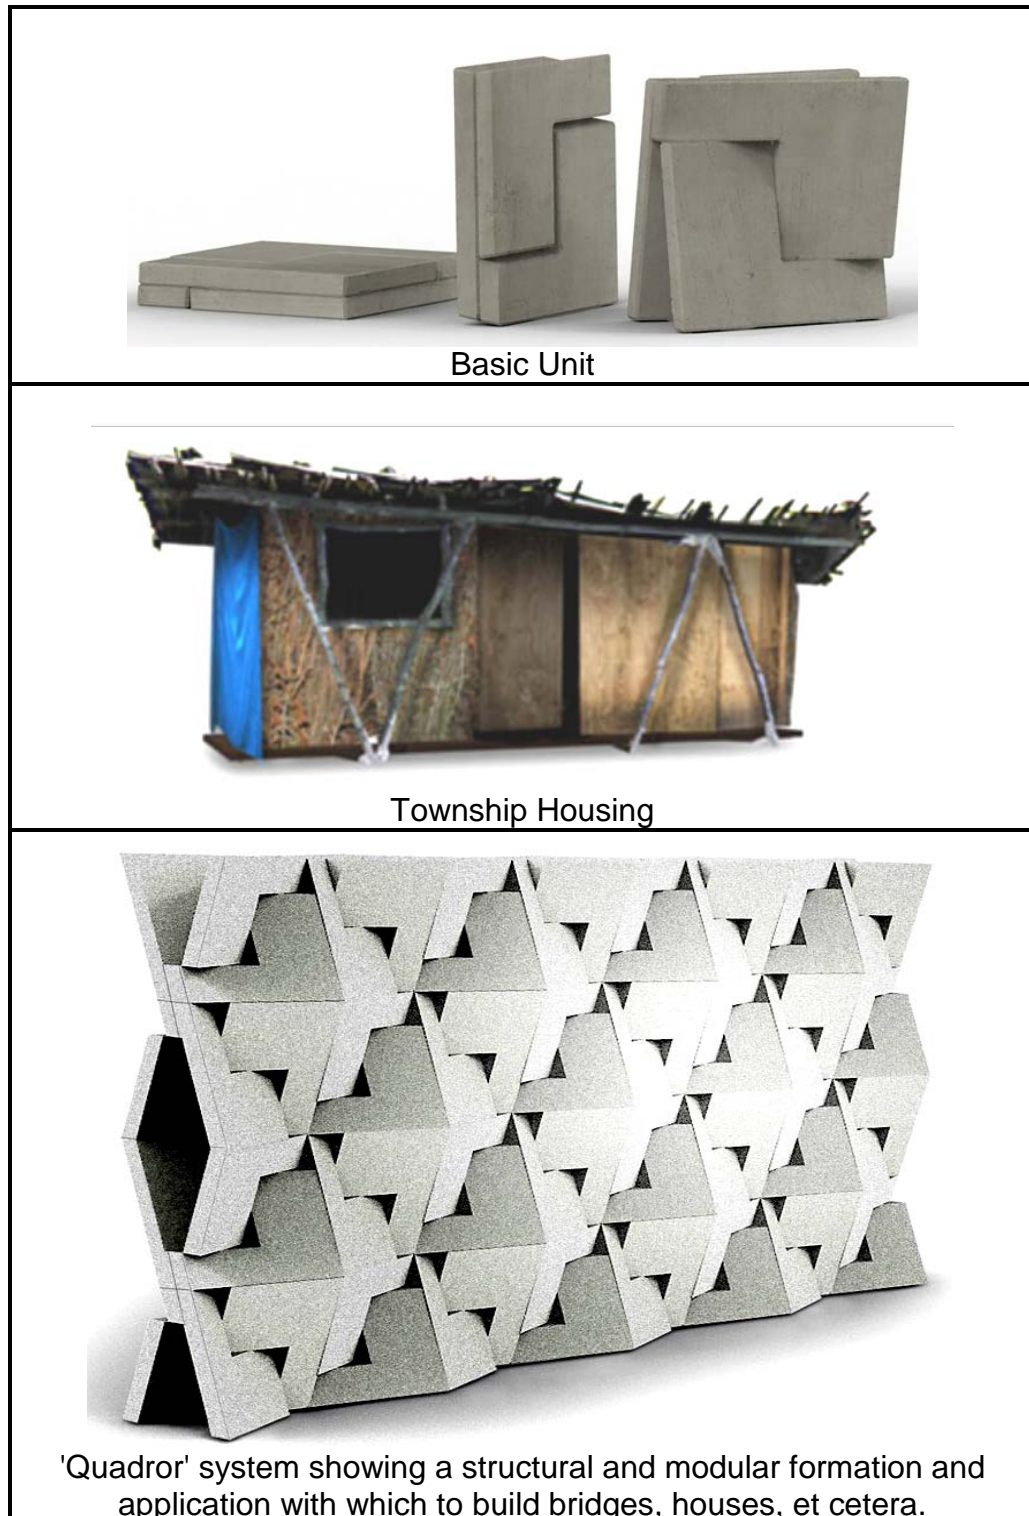 Basic Unit
Township Housing
'Quadror' system showing a structural and modular formation and
application with which to build bridges, houses, et cetera.